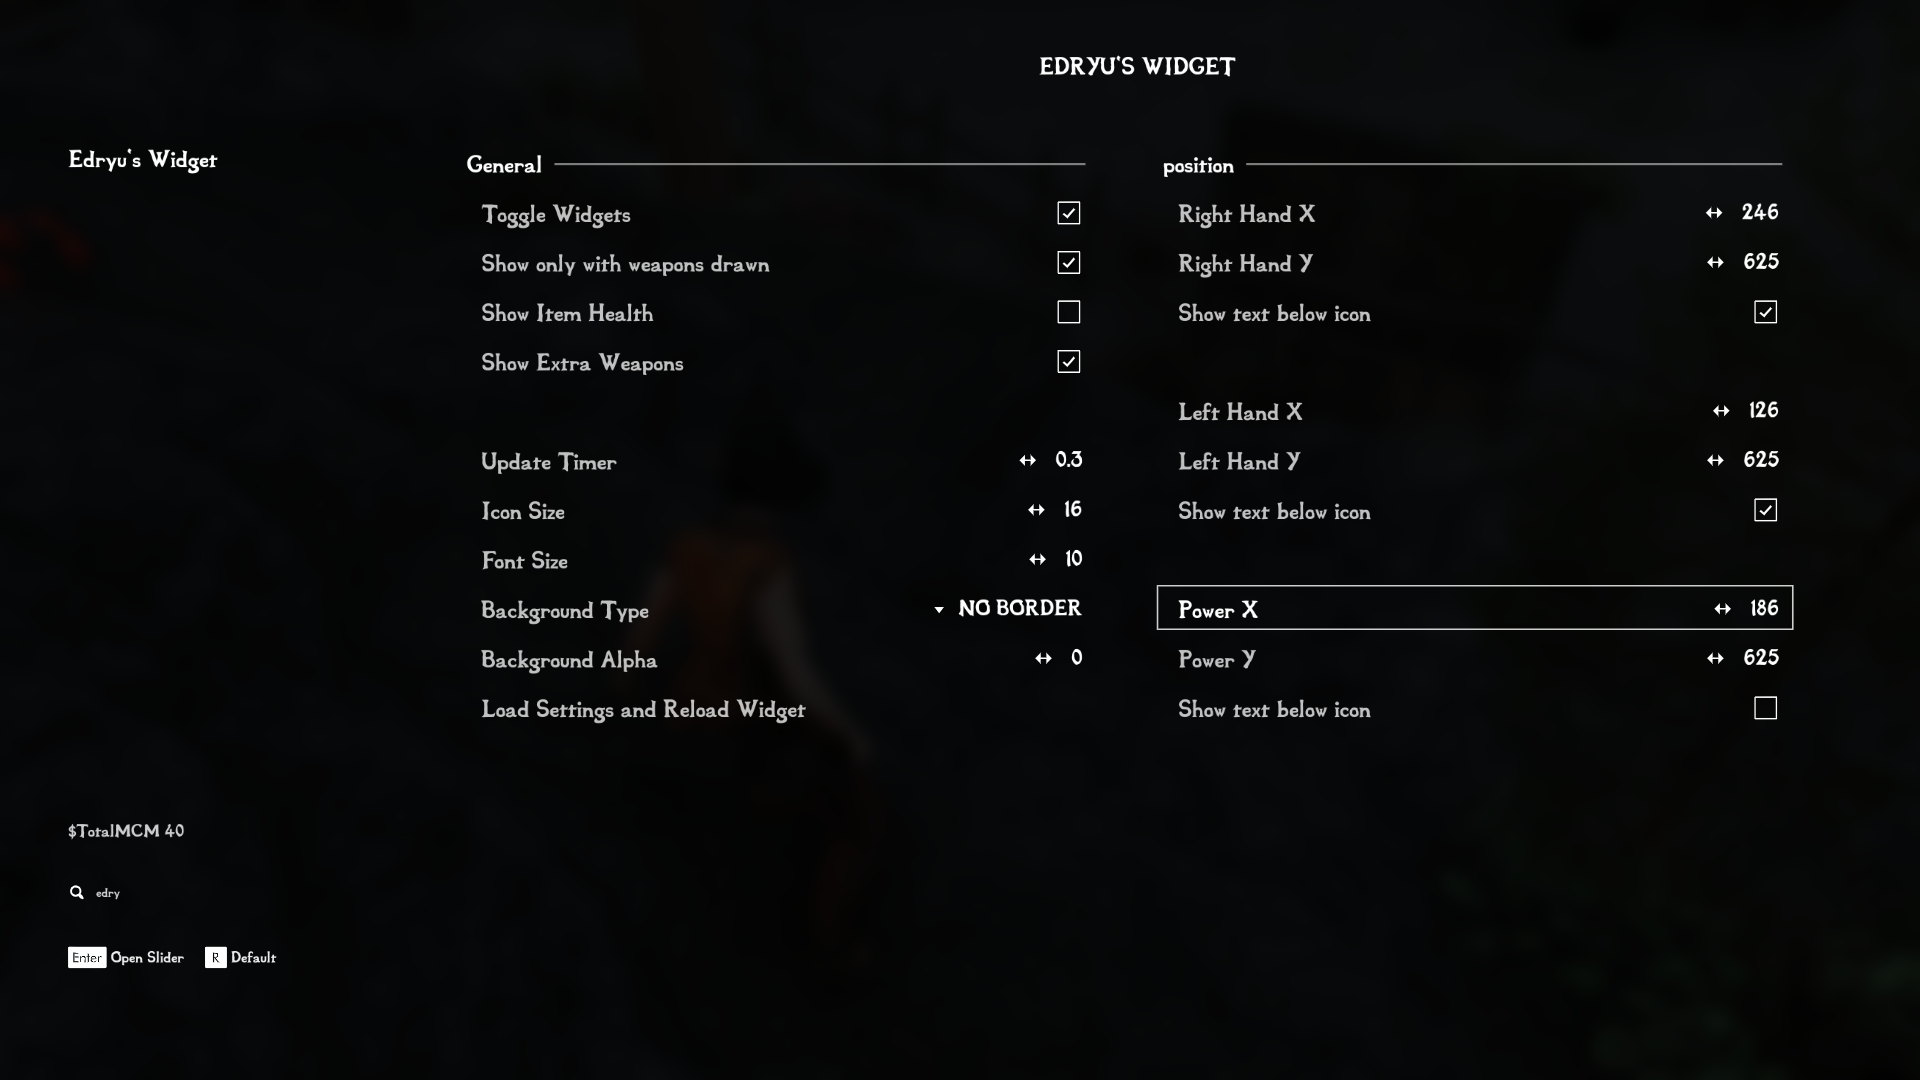 EDRYU'S WIDGET
Edryu's Widget
General
Toggle Widgets
Show only with weapons drawn
Show Item Health
Show Extra Weapons
Update Timer 0.3
Icon Size 16
Font Size 10
Background Type NO BORDER
Background Alpha 0
Load Settings and Reload Widget
position
Right Hand X 246
Right Hand Y 625
Show text below icon
Left Hand X 126
Left Hand Y 625
Show text below icon
Power X 186
Power Y 625
Show text below icon
$TotalMCM 40
edry
Enter Open Slider R Default